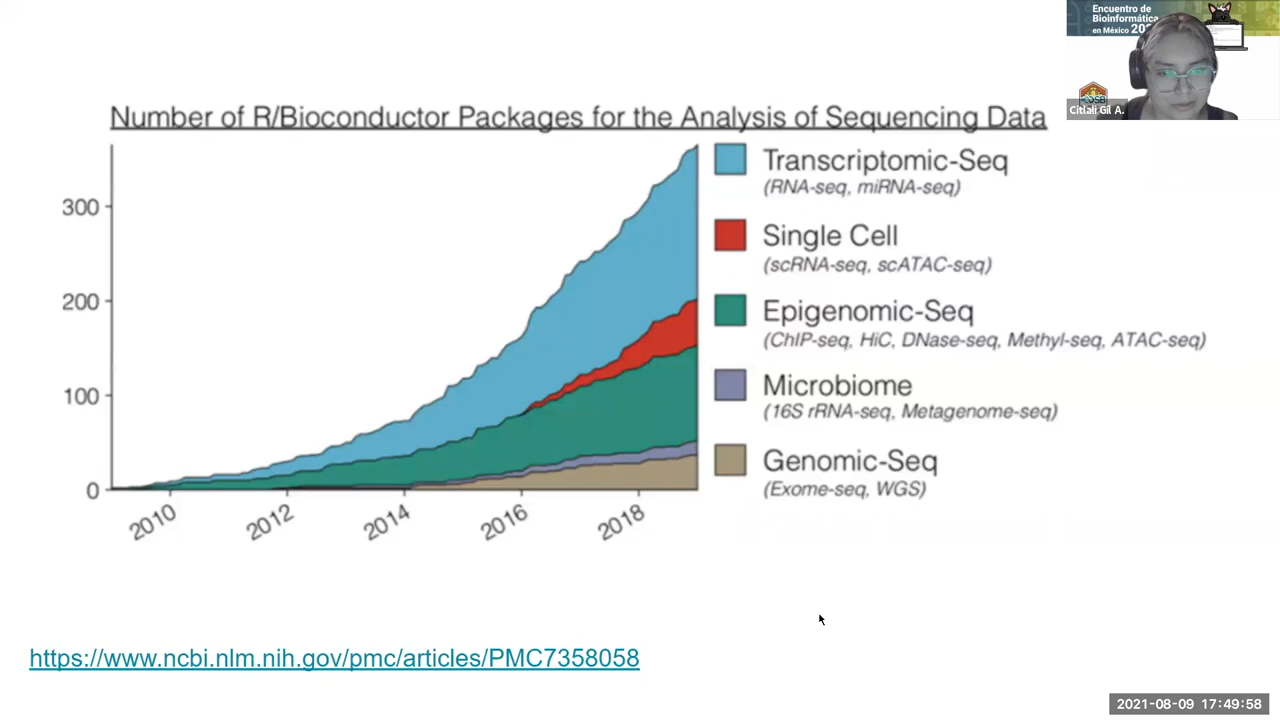 Encuentro de
Bioinformática
en México 202
Citlali Gil A.
Number of R/Bioconductor Packages for the Analysis of Sequencing Data
300
200
100
0
2010
2012
2014
2016
2018
Transcriptomic-Seq
(RNA-seq, miRNA-seq)
Single Cell
(scRNA-seq, scATAC-seq)
Epigenomic-Seq
(ChIP-seq, HiC, DNase-seq, Methyl-seq, ATAC-seq)
Microbiome
(16S rRNA-seq, Metagenome-seq)
Genomic-Seq
(Exome-seq, WGS)
https://www.ncbi.nlm.nih.gov/pmc/articles/PMC7358058
2021-08-09 17:49:58